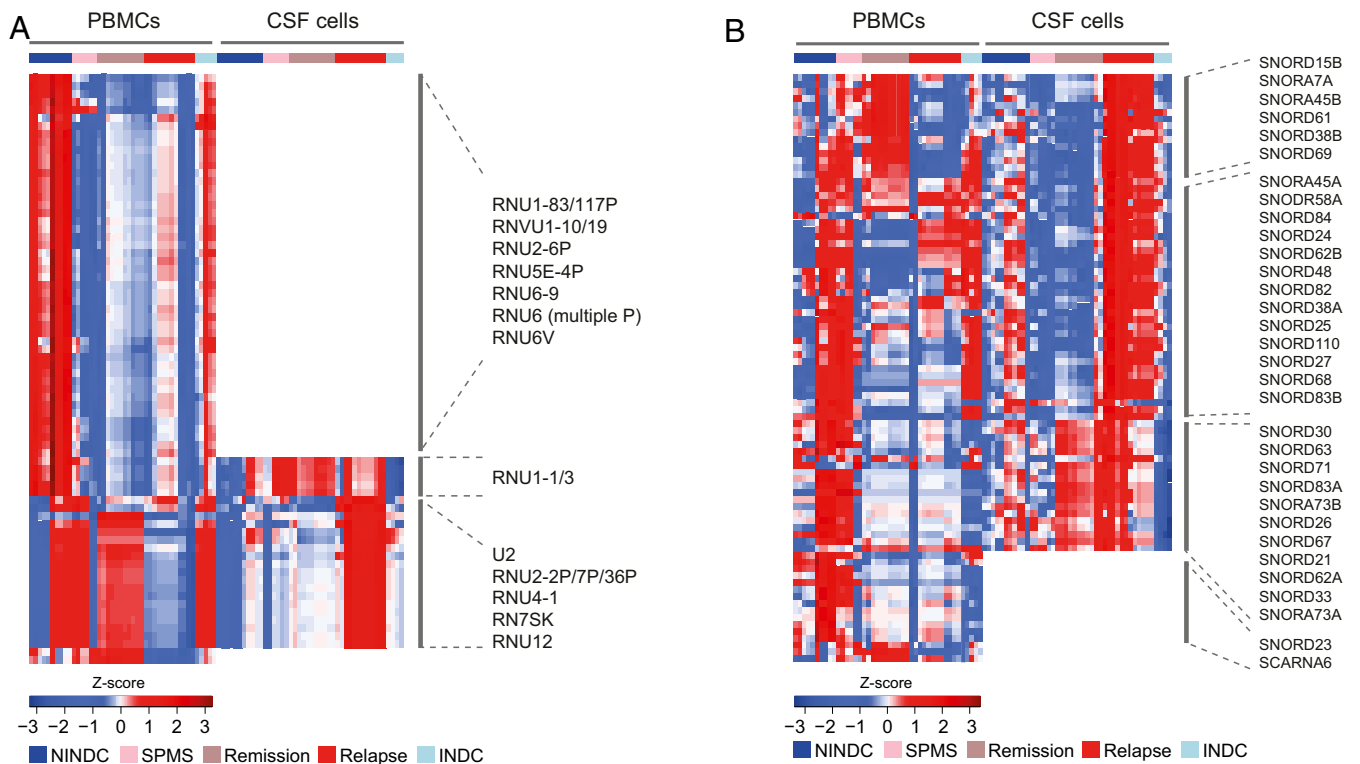 A
PBMCs
CSF cells
RNU1-83/117P
RNVU1-10/19
RNU2-6P
RNU5E-4P
RNU6-9
RNU6 (multiple P)
RNU6V
RNU1-1/3
U2
RNU2-2P/7P/36P
RNU4-1
RN7SK
RNU12
Z-score
−3 −2 −1 0 1 2 3
NINDC SPMS Remission Relapse INDC
B
PBMCs
CSF cells
SNORD15B
SNORA7A
SNORA45B
SNORD61
SNORD38B
SNORD69
SNORA45A
SNODR58A
SNORD84
SNORD24
SNORD62B
SNORD48
SNORD82
SNORD38A
SNORD25
SNORD110
SNORD27
SNORD68
SNORD83B
SNORD30
SNORD63
SNORD71
SNORD83A
SNORA73B
SNORD26
SNORD67
SNORD21
SNORD62A
SNORD33
SNORA73A
SNORD23
SCARNA6
Z-score
−3 −2 −1 0 1 2 3
NINDC SPMS Remission Relapse INDC